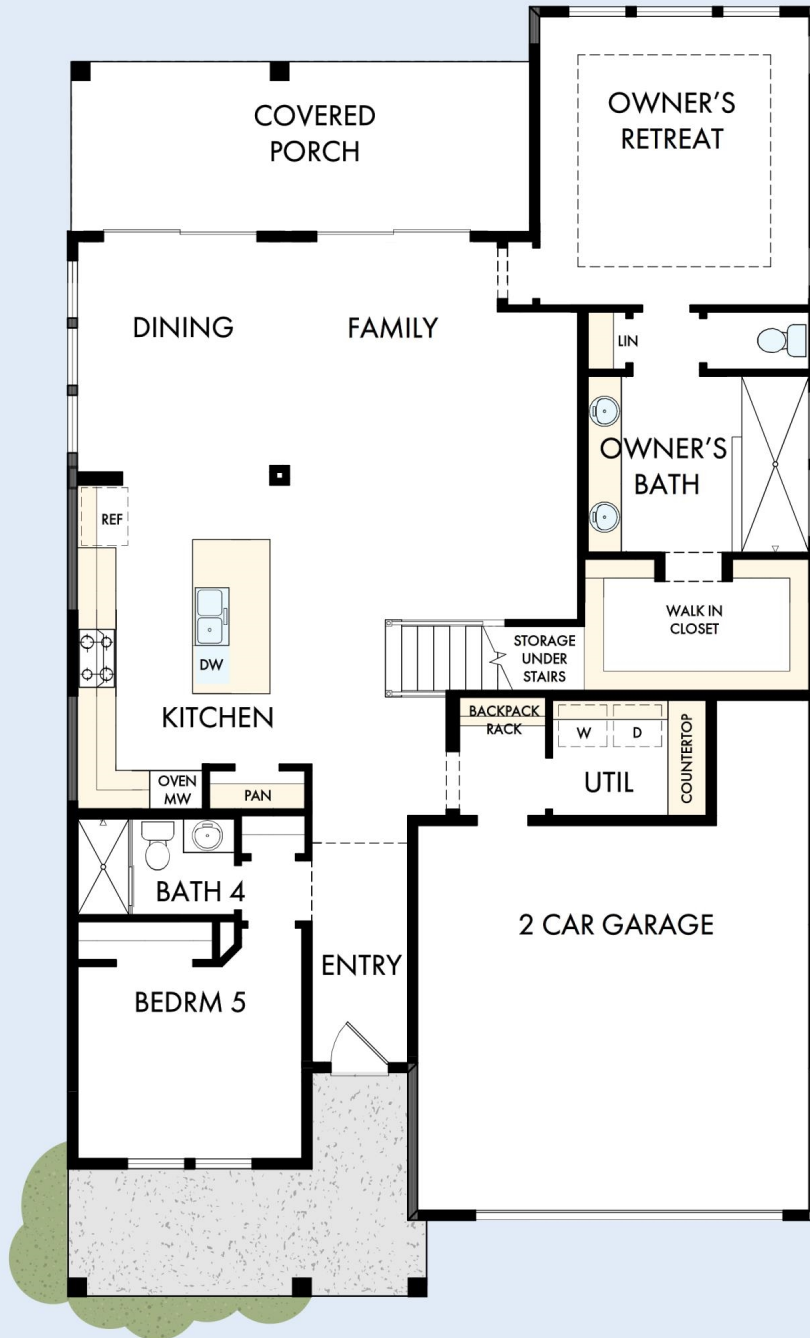 COVERED
PORCH
OWNER'S
RETREAT
DINING
FAMILY
LIN
OWNER'S
BATH
REF
WALK IN
CLOSET
DW
STORAGE
UNDER
STAIRS
KITCHEN
BACKPACK
RACK
W
D
COUNTERTOP
UTIL
OVEN
MW
PAN
BATH 4
2 CAR GARAGE
ENTRY
BEDRM 5